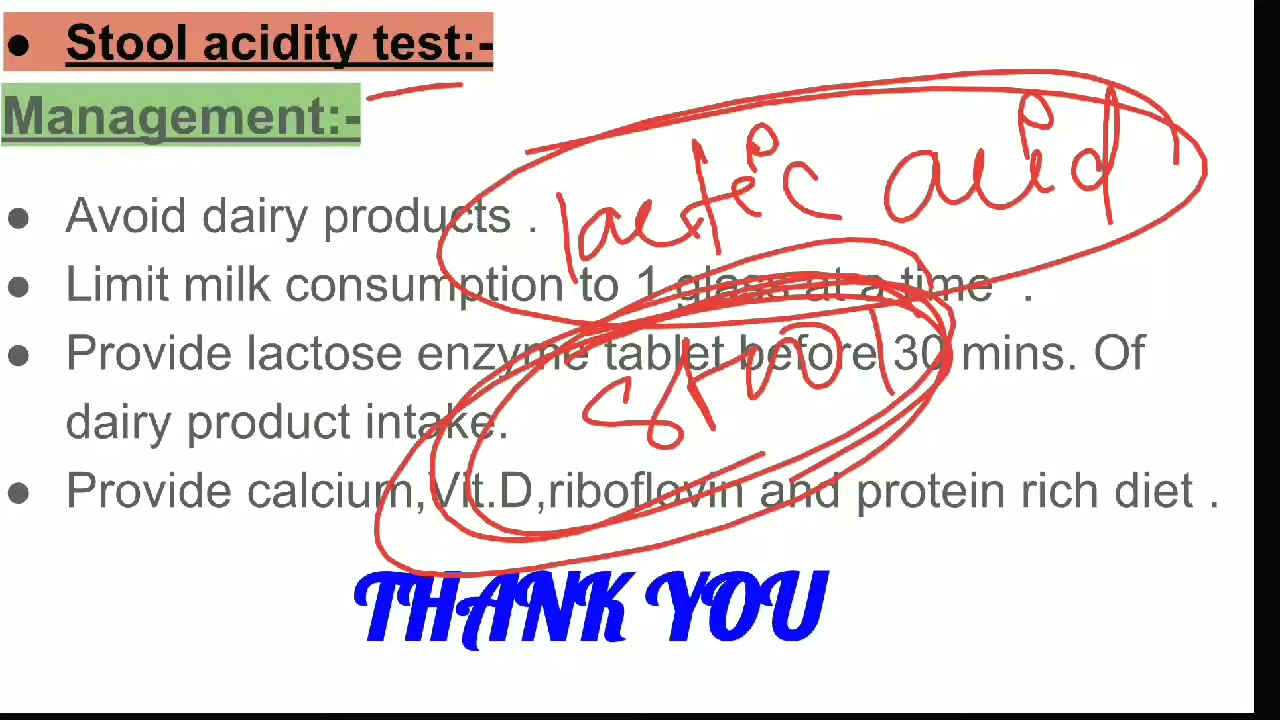 ● Stool acidity test:-
Management:-
lactic acid
● Avoid dairy products .
● Limit milk consumption to 1 glass at a time .
stool
● Provide lactose enzyme tablet before 30 mins. Of
dairy product intake.
● Provide calcium,Vit.D,riboflovin and protein rich diet .
THANK YOU